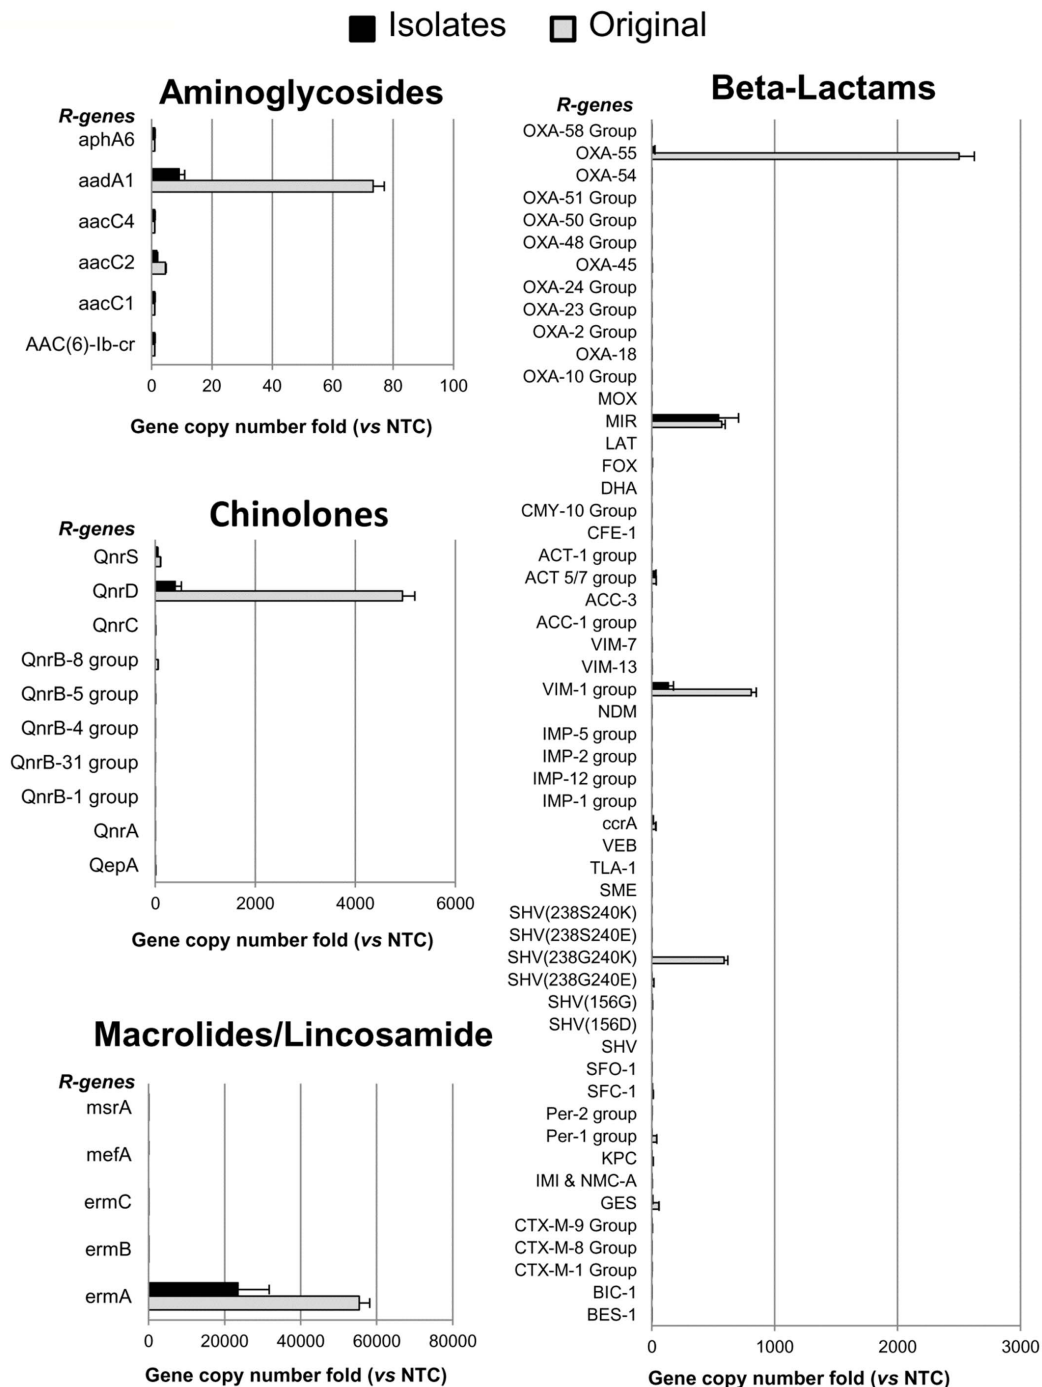 Isolates Original
Aminoglycosides
R-genes
aphA6
aadA1
aacC4
aacC2
aacC1
AAC(6)-Ib-cr
0 20 40 60 80 100
Gene copy number fold (vs NTC)
Chinolones
R-genes
QnrS
QnrD
QnrC
QnrB-8 group
QnrB-5 group
QnrB-4 group
QnrB-31 group
QnrB-1 group
QnrA
QepA
0 2000 4000 6000
Gene copy number fold (vs NTC)
Macrolides/Lincosamide
R-genes
msrA
mefA
ermC
ermB
ermA
0 20000 40000 60000 80000
Gene copy number fold (vs NTC)
Beta-Lactams
R-genes
OXA-58 Group
OXA-55
OXA-54
OXA-51 Group
OXA-50 Group
OXA-48 Group
OXA-45
OXA-24 Group
OXA-23 Group
OXA-2 Group
OXA-18
OXA-10 Group
MOX
MIR
LAT
FOX
DHA
CMY-10 Group
CFE-1
ACT-1 group
ACT 5/7 group
ACC-3
ACC-1 group
VIM-7
VIM-13
VIM-1 group
NDM
IMP-5 group
IMP-2 group
IMP-12 group
IMP-1 group
ccrA
VEB
TLA-1
SME
SHV(238S240K)
SHV(238S240E)
SHV(238G240K)
SHV(238G240E)
SHV(156G)
SHV(156D)
SHV
SFO-1
SFC-1
Per-2 group
Per-1 group
KPC
IMI & NMC-A
GES
CTX-M-9 Group
CTX-M-8 Group
CTX-M-1 Group
BIC-1
BES-1
0 1000 2000 3000
Gene copy number fold (vs NTC)